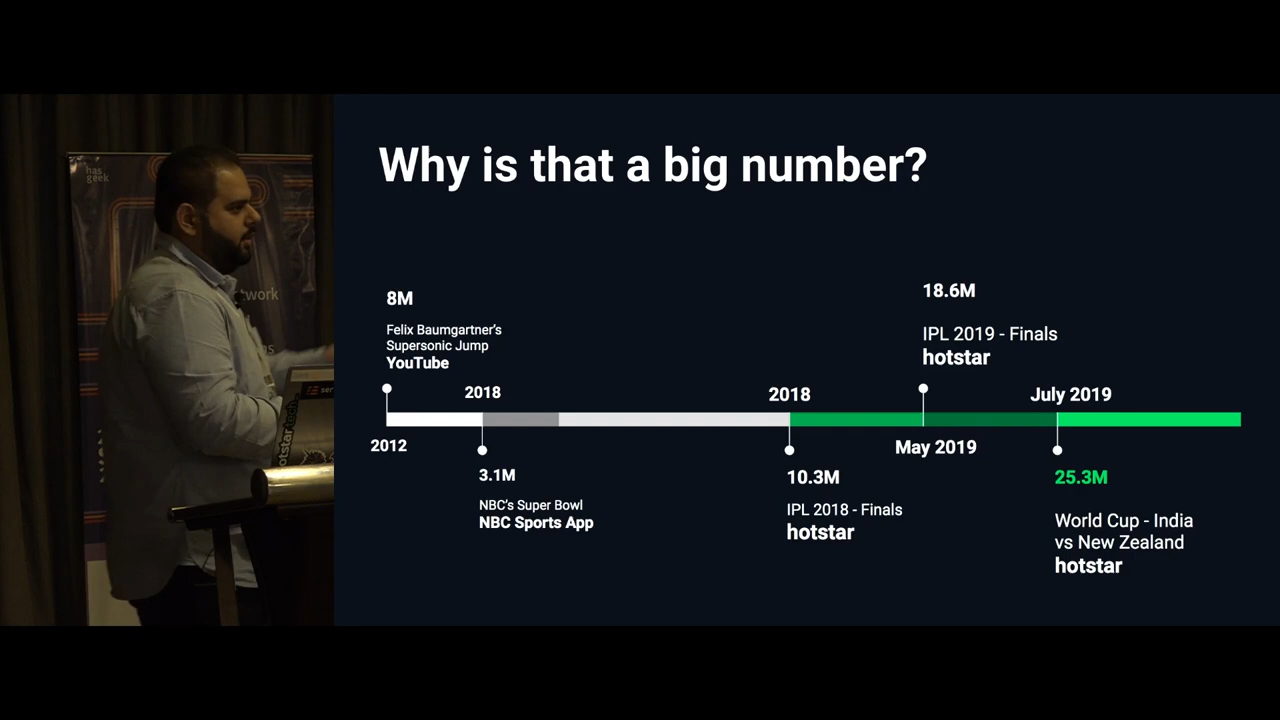 Why is that a big number?
8M
Felix Baumgartner’s
Supersonic Jump
YouTube
2012
2018
3.1M
NBC’s Super Bowl
NBC Sports App
2018
10.3M
IPL 2018 - Finals
hotstar
18.6M
IPL 2019 - Finals
hotstar
May 2019
July 2019
25.3M
World Cup - India
vs New Zealand
hotstar
has
geek